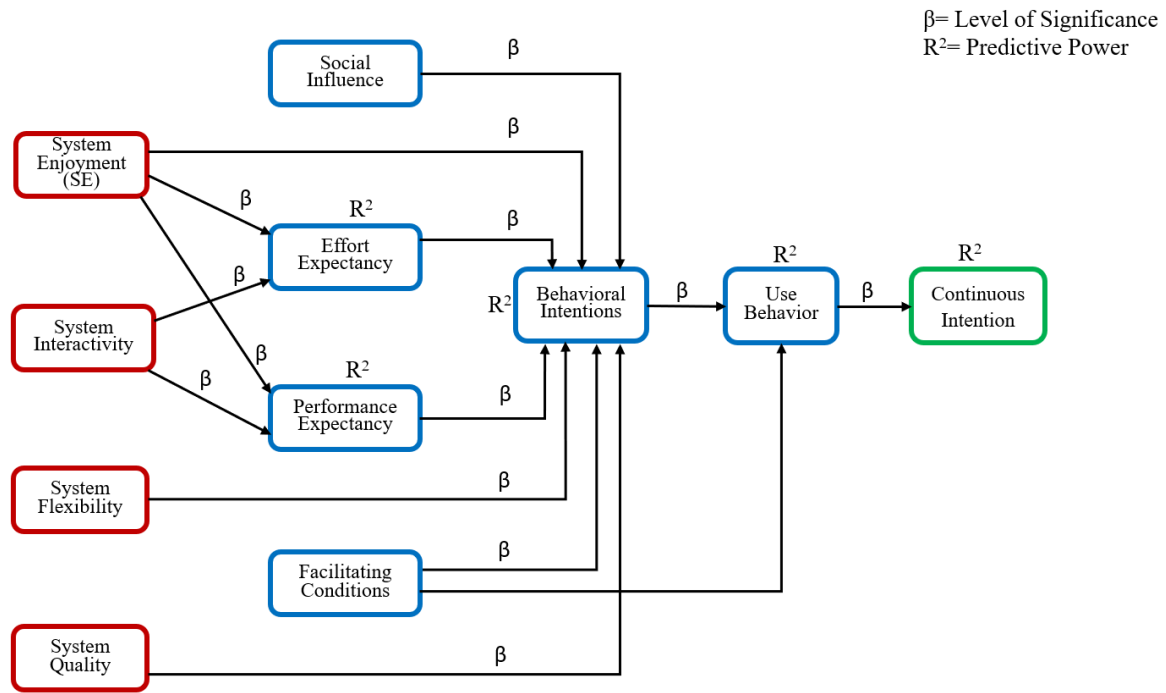 β= Level of Significance
R²= Predictive Power
Social
Influence
β
System
Enjoyment
(SE)
β
β
R²
Effort
Expectancy
β
β
System
Interactivity
β
β
R²
Performance
Expectancy
β
R²
Behavioral
Intentions
β
R²
Use
Behavior
β
R²
Continuous
Intention
System
Flexibility
β
Facilitating
Conditions
β
System
Quality
β